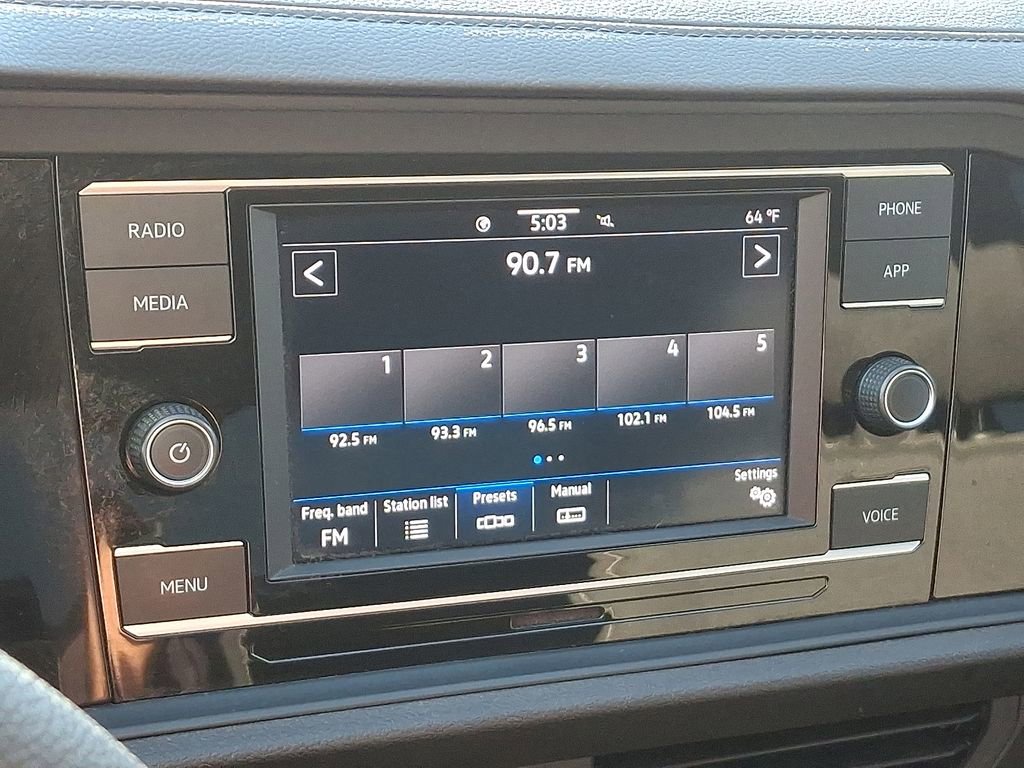 RADIO
MEDIA
MENU
5:03
64 °F
<
90.7 FM
>
1
2
3
4
5
92.5 FM
93.3 FM
96.5 FM
102.1 FM
104.5 FM
Freq. band
FM
Station list
Presets
Manual
Settings
PHONE
APP
VOICE